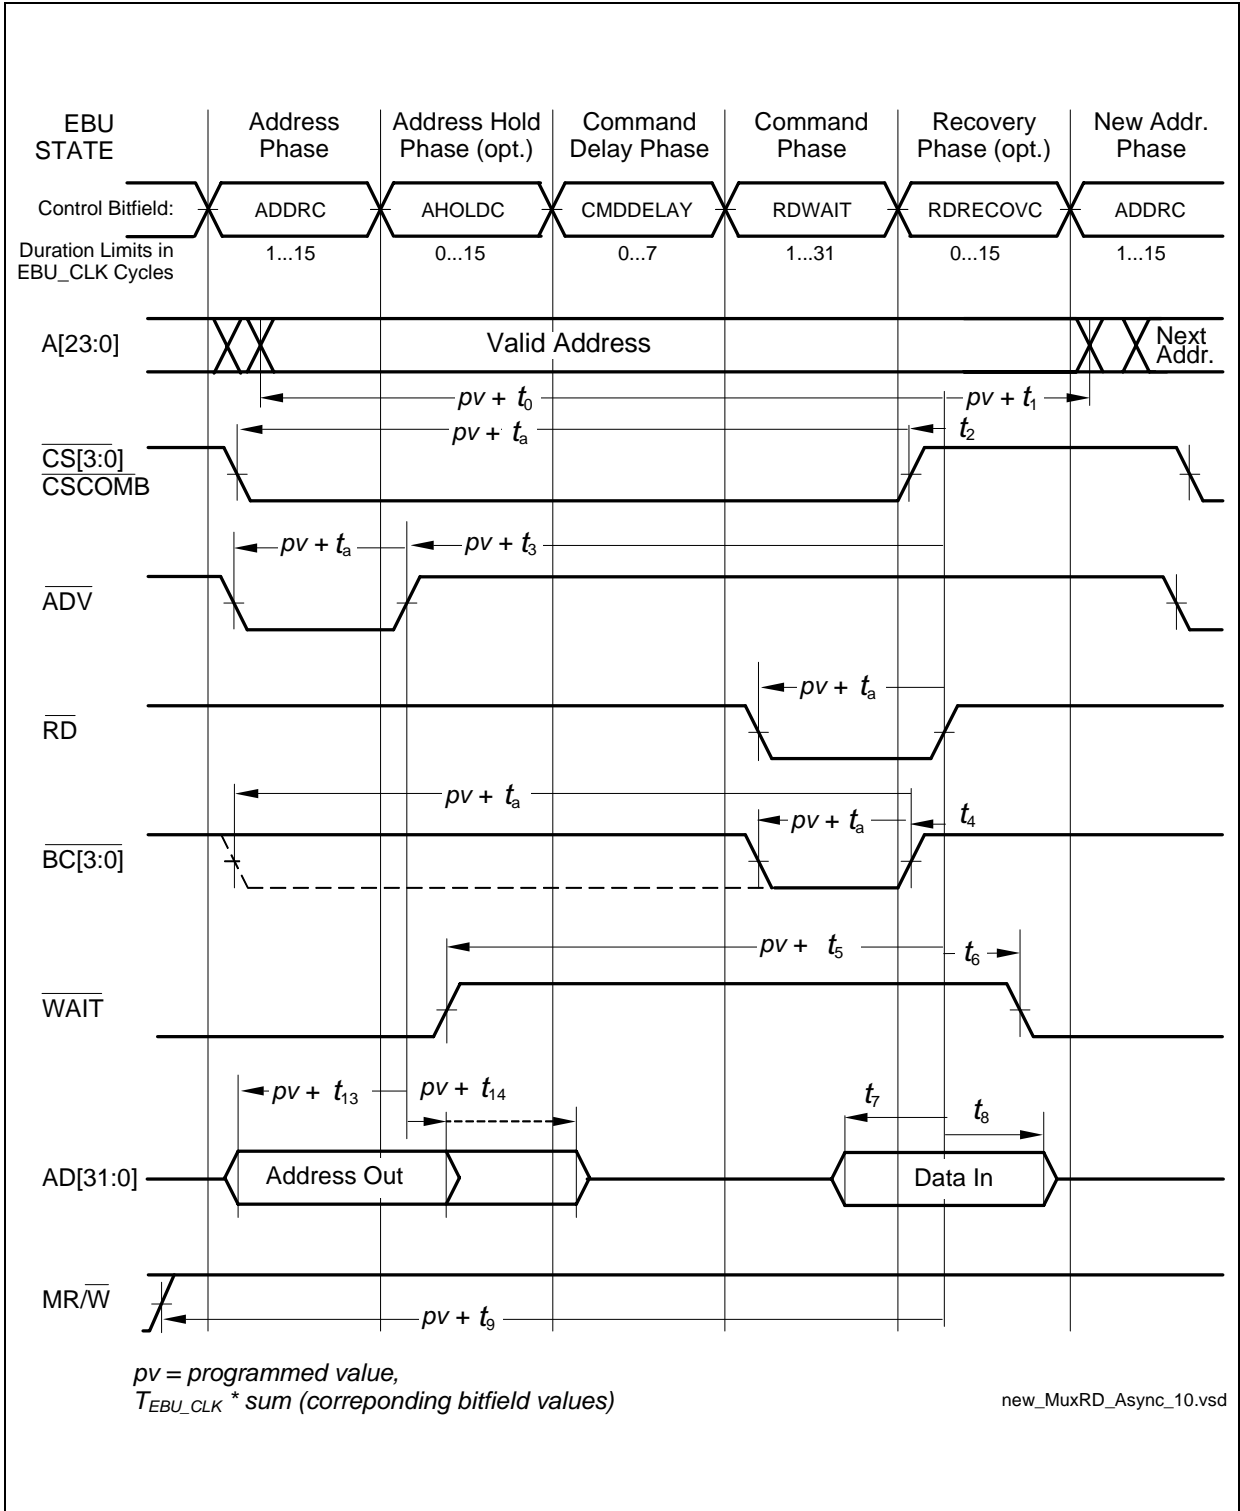 EBU STATE
Address Phase
Address Hold Phase (opt.)
Command Delay Phase
Command Phase
Recovery Phase (opt.)
New Addr. Phase
Control Bitfield: ADDRC AHOLDC CMDDELAY RDWAIT RDRECOVC ADDRC
Duration Limits in EBU_CLK Cycles
1...15 0...15 0...7 1...31 0...15 1...15
A[23:0] Valid Address Next Addr.
pv + t0 pv + t1
pv + ta t2
CS[3:0]
CSCOMB
pv + ta pv + t3
ADV
pv + ta
RD
pv + ta
pv + ta t4
BC[3:0]
pv + t5 t6
WAIT
pv + t13 pv + t14 t7 t8
AD[31:0] Address Out Data In
MR/W
pv + t9
pv = programmed value,
TEBU_CLK * sum (correponding bitfield values)
new_MuxRD_Async_10.vsd